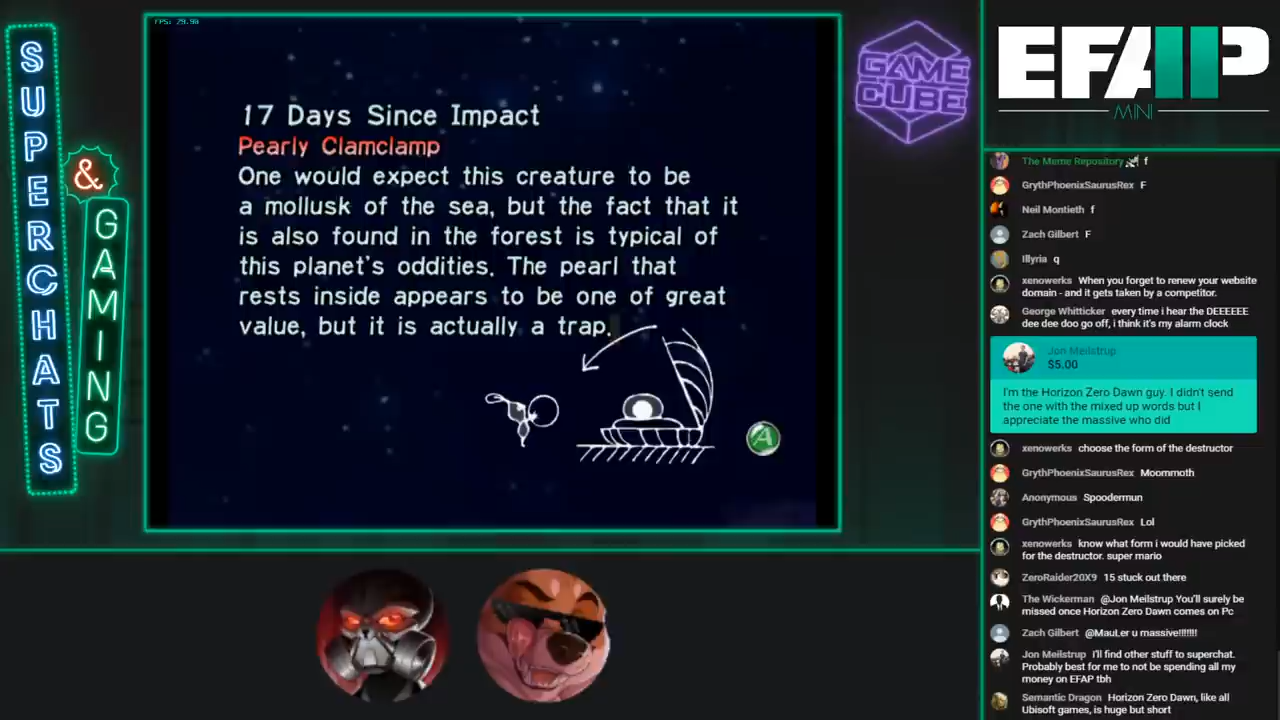 FPS: 29.90
SUPERCHATS
&
GAMING
17 Days Since Impact
Pearly Clamclamp
One would expect this creature to be
a mollusk of the sea, but the fact that it
is also found in the forest is typical of
this planet's oddities. The pearl that
rests inside appears to be one of great
value, but it is actually a trap.
A
GAME
CUBE
EFAP
MINI
The Meme Repository f
GrythPhoenixSaurusRex F
Neil Montieth f
Zach Gilbert F
Illyria q
xenowerks When you forget to renew your website
domain - and it gets taken by a competitor.
George Whitticker every time i hear the DEEEEEE
dee dee doo go off, i think it's my alarm clock
Jon Meilstrup
$5.00
I'm the Horizon Zero Dawn guy. I didn't send
the one with the mixed up words but I
appreciate the massive who did
xenowerks choose the form of the destructor
GrythPhoenixSaurusRex Moommoth
Anonymous Spoodermun
GrythPhoenixSaurusRex Lol
xenowerks know what form i would have picked
for the destructor. super mario
ZeroRaider20X9 15 stuck out there
The Wickerman @Jon Meilstrup You'll surely be
missed once Horizon Zero Dawn comes on Pc
Zach Gilbert @MauLer u massive!!!!!!!
Jon Meilstrup I'll find other stuff to superchat.
Probably best for me to not be spending all my
money on EFAP tbh
Semantic Dragon Horizon Zero Dawn, like all
Ubisoft games, is huge but short